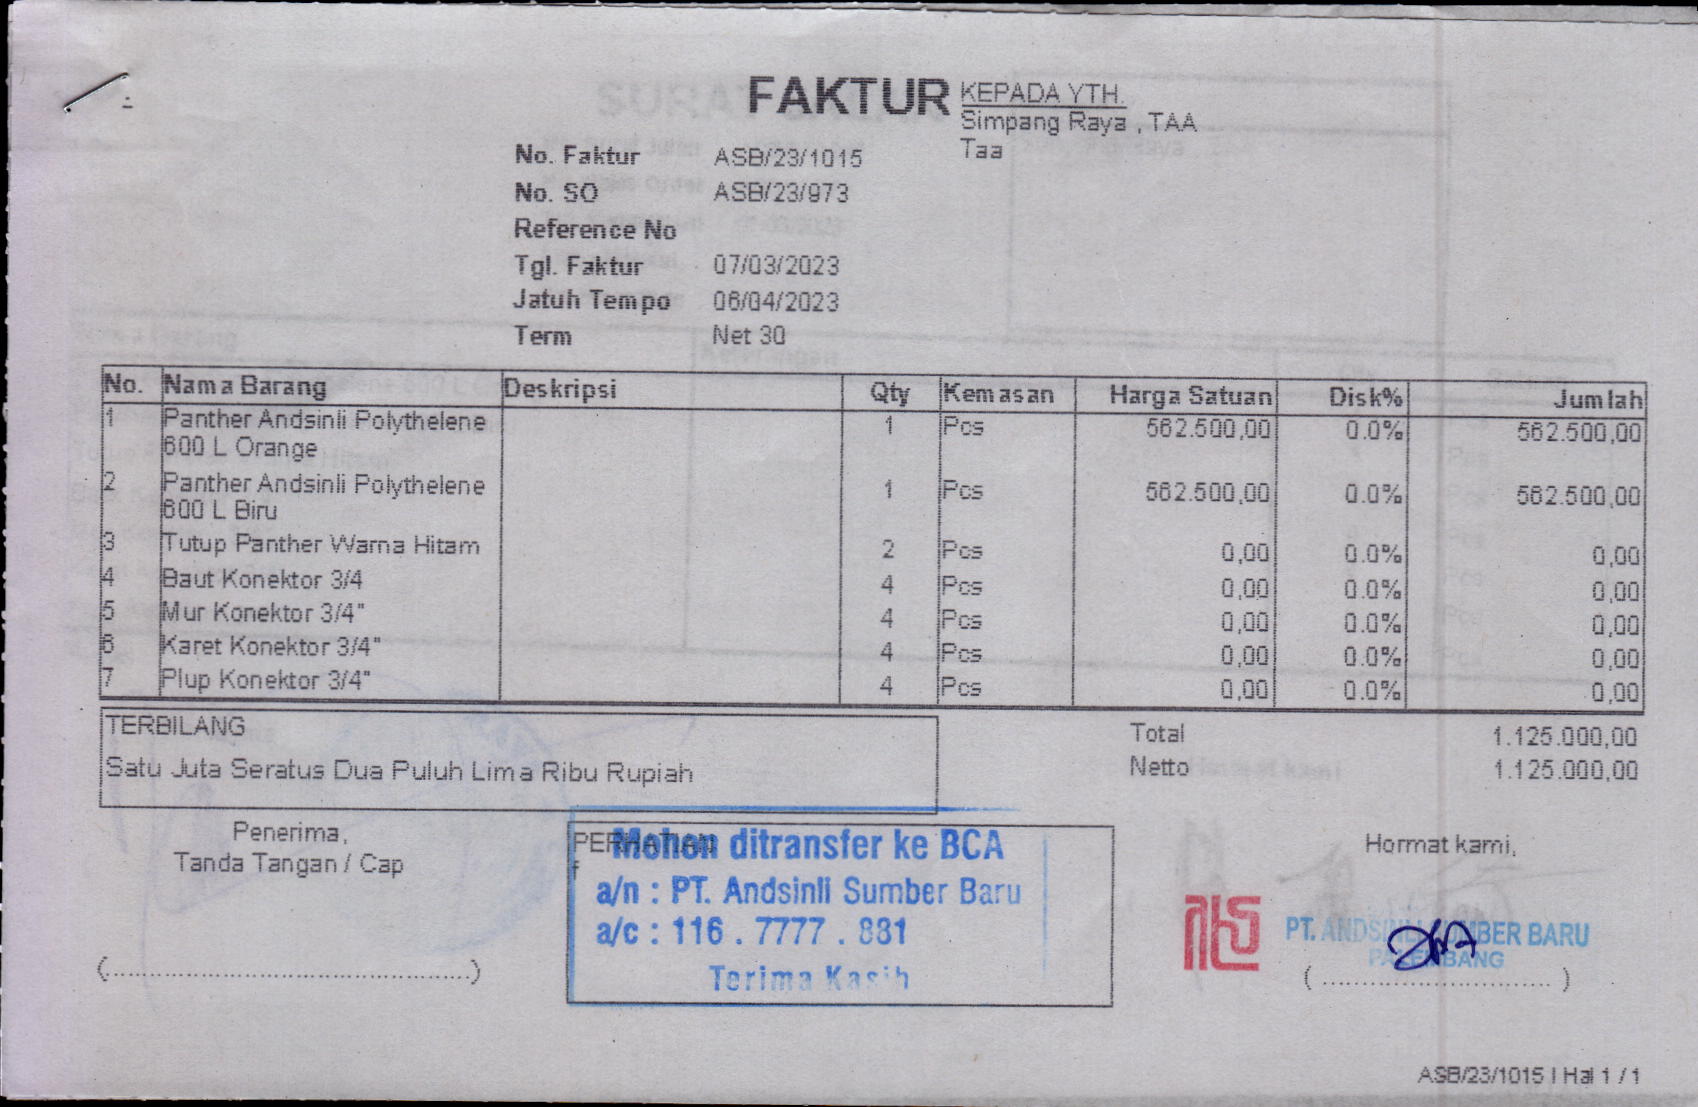 FAKTUR
KEPADA YTH.
Simpang Raya , TAA
Taa
No. Faktur ASB/23/1015
No. SO ASB/23/973
Reference No
Tgl. Faktur 07/03/2023
Jatuh Tempo 06/04/2023
Term Net 30
No. Nama Barang Deskripsi Qty Kemasan Harga Satuan Disk% Jumlah
1 Panther Andsinli Polythelene 1 Pcs 562.500,00 0.0% 562.500,00
600 L Orange
2 Panther Andsinli Polythelene 1 Pcs 562.500,00 0.0% 562.500,00
600 L Biru
3 Tutup Panther Warna Hitam 2 Pcs 0,00 0.0% 0,00
4 Baut Konektor 3/4 4 Pcs 0,00 0.0% 0,00
5 Mur Konektor 3/4" 4 Pcs 0,00 0.0% 0,00
6 Karet Konektor 3/4" 4 Pcs 0,00 0.0% 0,00
7 Plup Konektor 3/4" 4 Pcs 0,00 0.0% 0,00
TERBILANG
Satu Juta Seratus Dua Puluh Lima Ribu Rupiah
Total 1.125.000,00
Netto 1.125.000,00
Penerima,
Tanda Tangan / Cap
(........................................)
PERHATIAN
f
Mohon ditransfer ke BCA
a/n : PT. Andsinli Sumber Baru
a/c : 116 . 7777 . 881
Terima Kasih
Hormat kami,
PT. ANDSINLI SUMBER BARU
PALEMBANG
( ............................ )
ASB/23/1015 | Hal 1 / 1